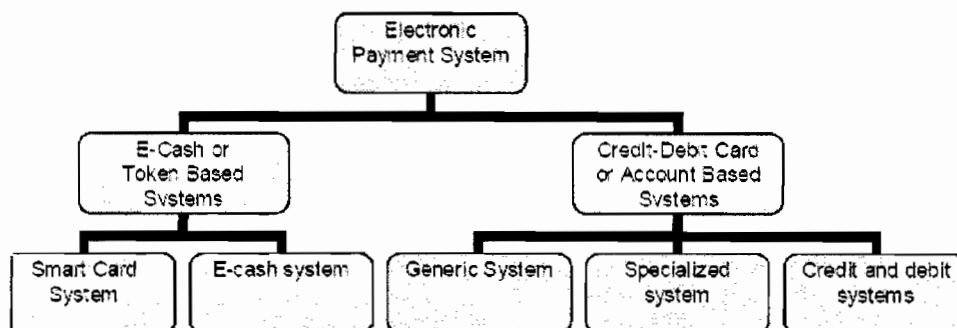 Electronic
Payment System
E-Cash or
Token Based
Systems
Credit-Debit Card
or Account Based
Systems
Smart Card
System
E-cash system
Generic System
Specialized
system
Credit and debit
systems